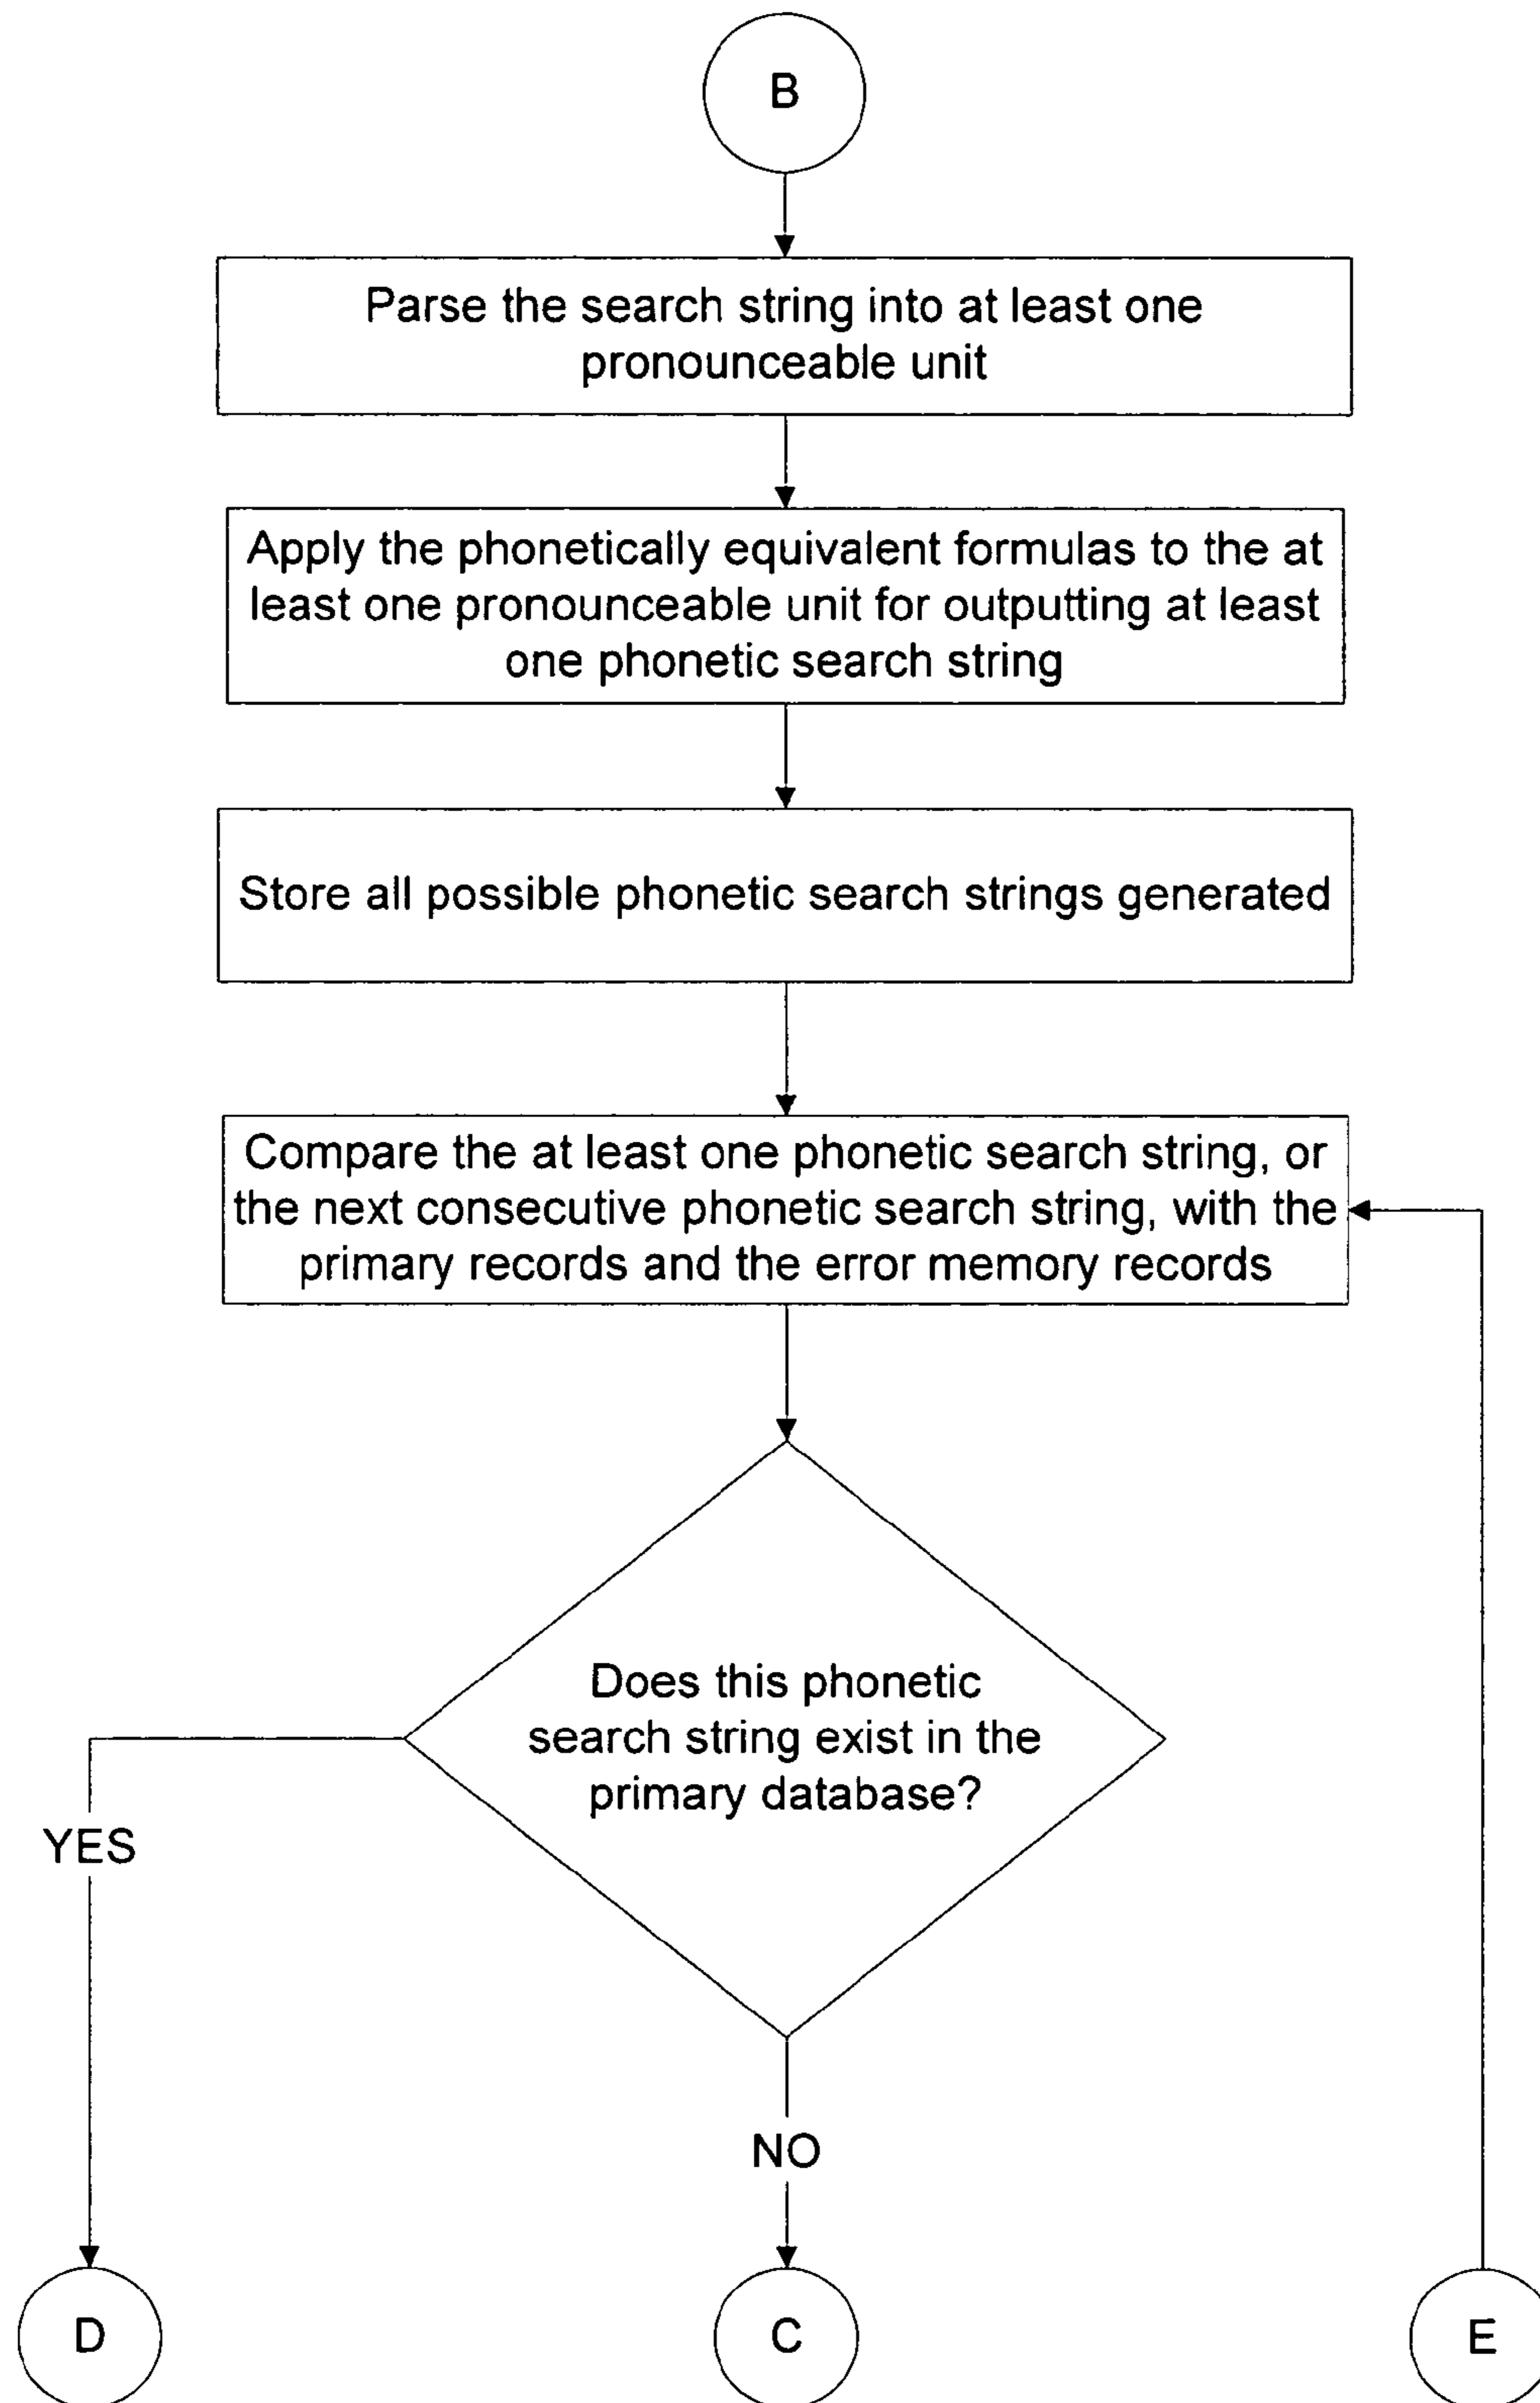 B
Parse the search string into at least one
pronounceable unit
Apply the phonetically equivalent formulas to the at
least one pronounceable unit for outputting at least
one phonetic search string
Store all possible phonetic search strings generated
Compare the at least one phonetic search string, or
the next consecutive phonetic search string, with the
primary records and the error memory records
Does this phonetic
search string exist in the
primary database?
YES
NO
D
C
E